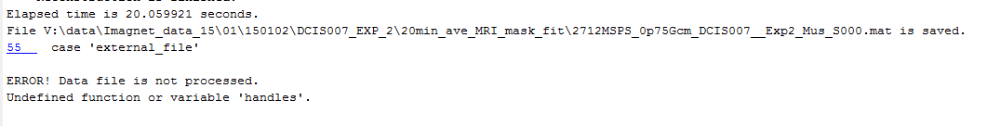 Elapsed time is 20.059921 seconds.
File V:\data\Imagnet_data_15\01\150102\DCIS007_EXP_2\20min_ave_MRI_mask_fit\2712MSPS_0p75Gcm_DCIS007__Exp2_Mus_S000.mat is saved.
55 case 'external_file'
ERROR! Data file is not processed.
Undefined function or variable 'handles'.